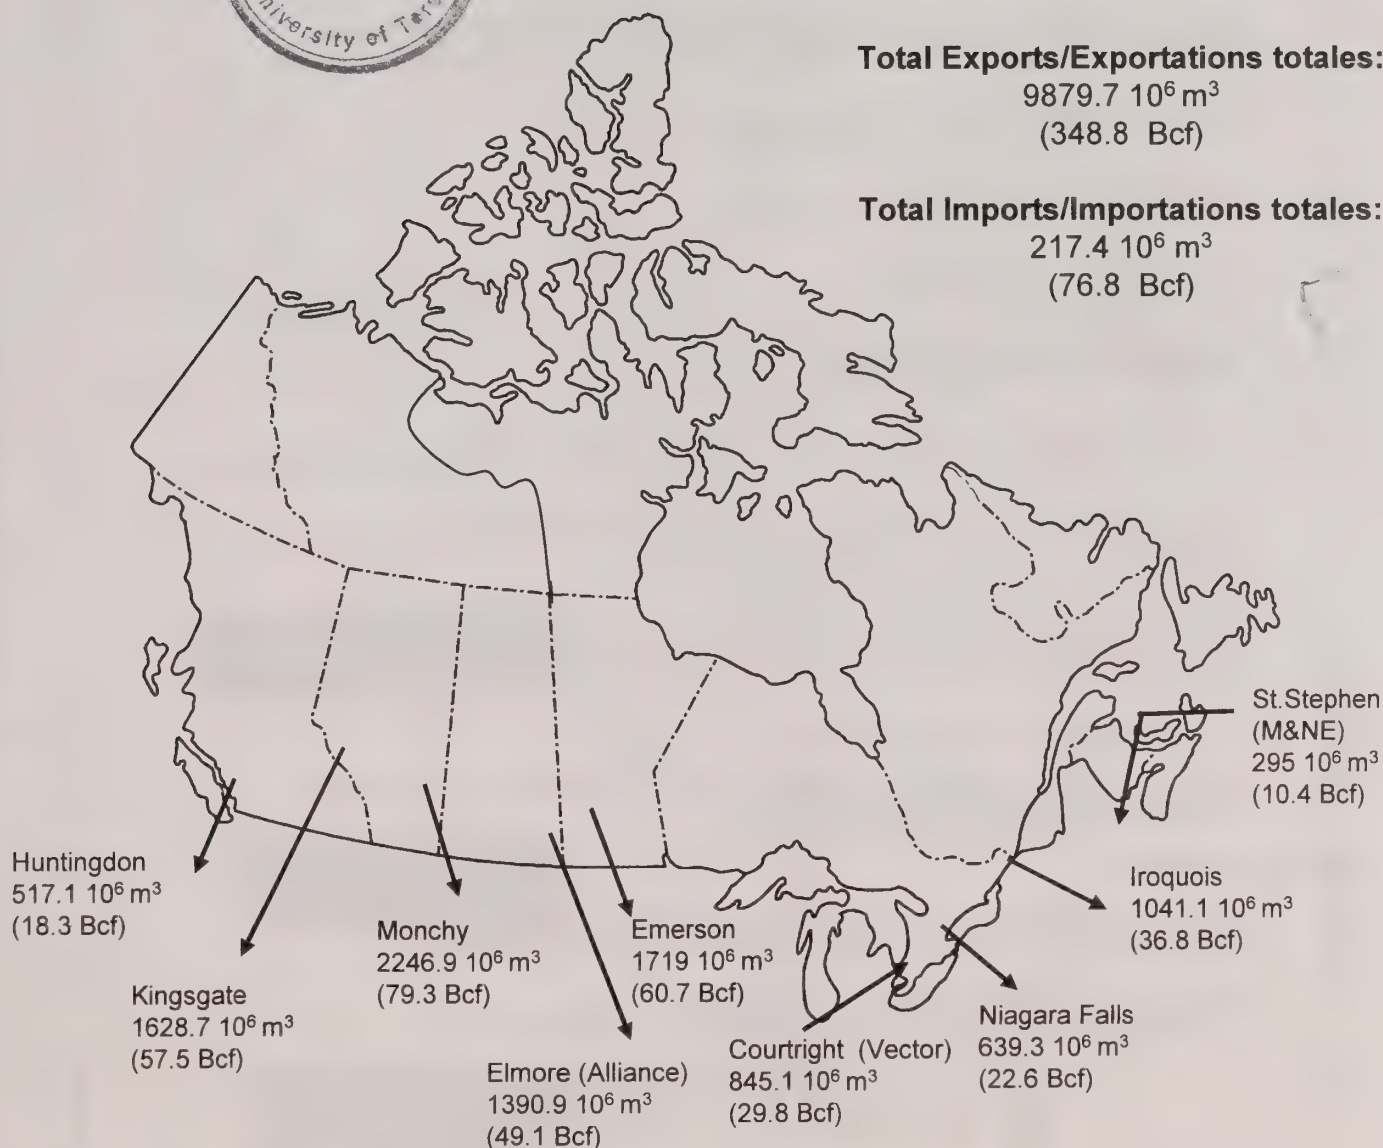 iversity of Toro
Total Exports/Exportations totales:
9879.7 10⁶ m³
(348.8 Bcf)
Total Imports/Importations totales:
217.4 10⁶ m³
(76.8 Bcf)
St.Stephen
(M&NE)
295 10⁶ m³
(10.4 Bcf)
Huntingdon
517.1 10⁶ m³
(18.3 Bcf)
Iroquois
1041.1 10⁶ m³
(36.8 Bcf)
Monchy
2246.9 10⁶ m³
(79.3 Bcf)
Emerson
1719 10⁶ m³
(60.7 Bcf)
Kingsgate
1628.7 10⁶ m³
(57.5 Bcf)
Niagara Falls
639.3 10⁶ m³
(22.6 Bcf)
Courtright (Vector)
845.1 10⁶ m³
(29.8 Bcf)
Elmore (Alliance)
1390.9 10⁶ m³
(49.1 Bcf)